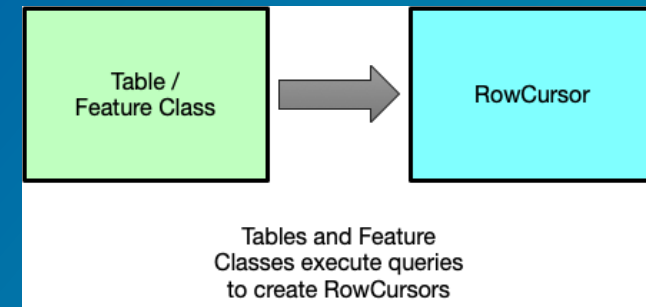 Table /
Feature Class
RowCursor
Tables and Feature
Classes execute queries
to create RowCursors